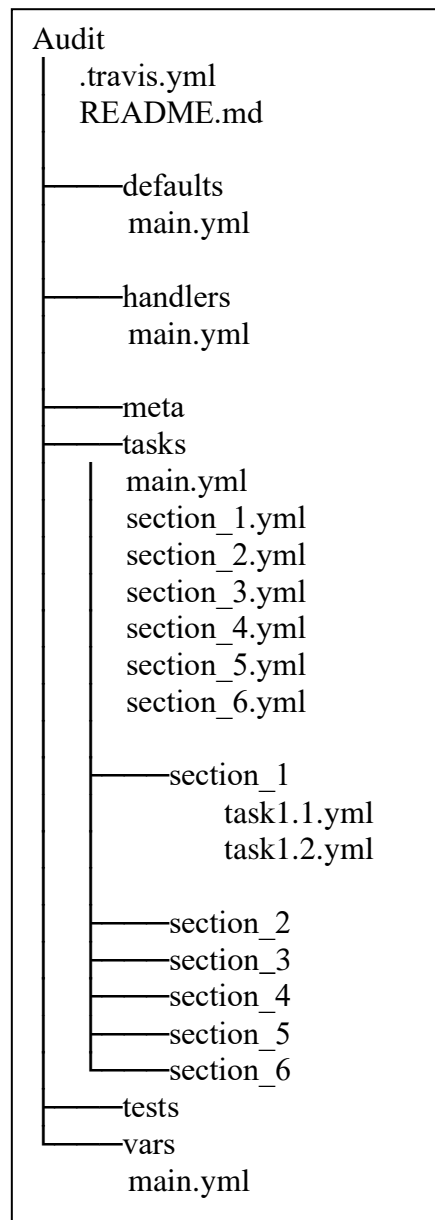 Audit
.travis.yml
README.md
defaults
main.yml
handlers
main.yml
meta
tasks
main.yml
section_1.yml
section_2.yml
section_3.yml
section_4.yml
section_5.yml
section_6.yml
section_1
task1.1.yml
task1.2.yml
section_2
section_3
section_4
section_5
section_6
tests
vars
main.yml